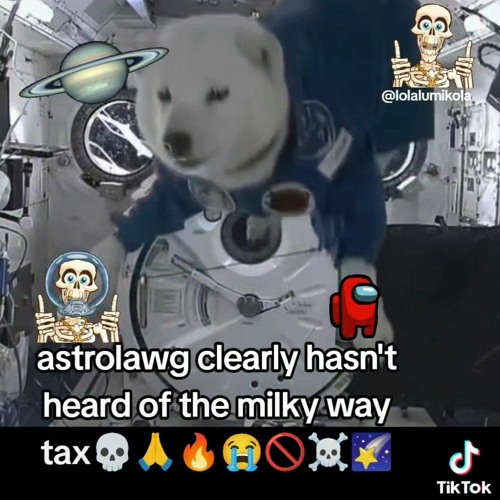 @lolalumikola
astrolawg clearly hasn't
heard of the milky way
tax💀🙏🔥😭🚫☠️🌠
TikTok